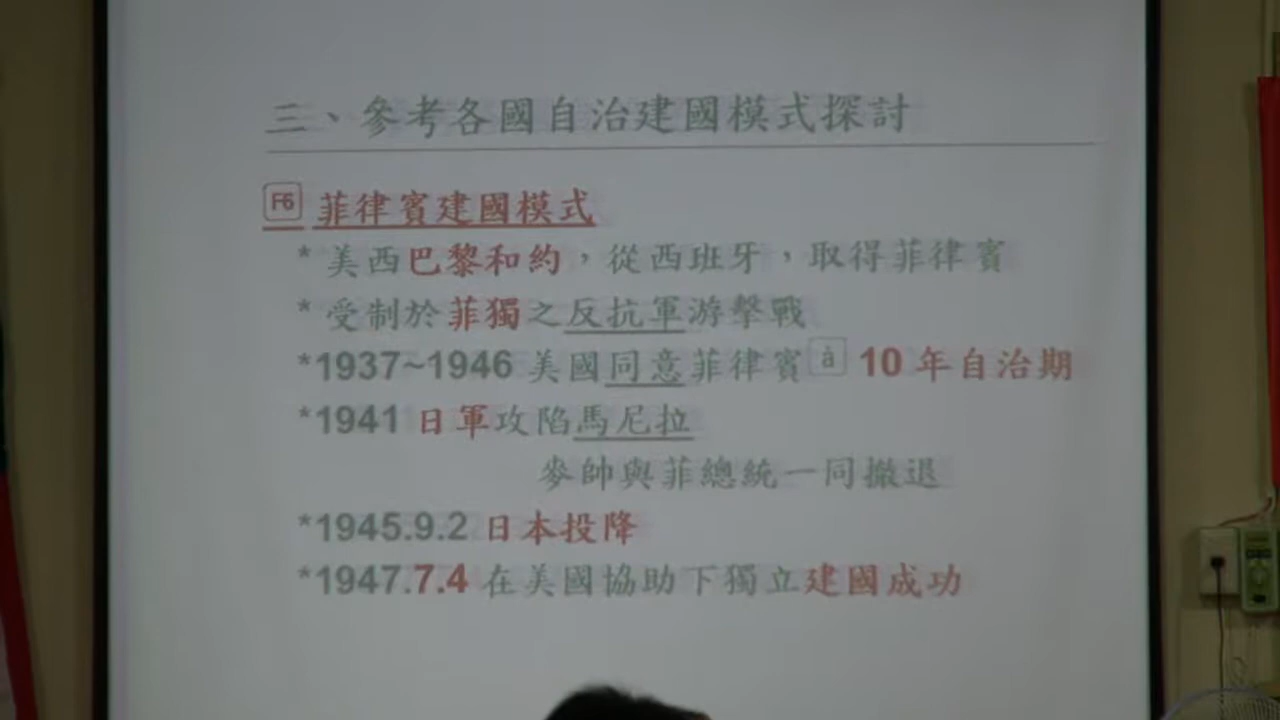 三、參考各國自治建國模式探討
F6 菲律賓建國模式
* 美西巴黎和約，從西班牙，取得菲律賓
* 受制於菲獨之反抗軍游擊戰
*1937~1946 美國同意菲律賓 à 10 年自治期
*1941 日軍攻陷馬尼拉
麥帥與菲總統一同撤退
*1945.9.2 日本投降
*1947.7.4 在美國協助下獨立建國成功